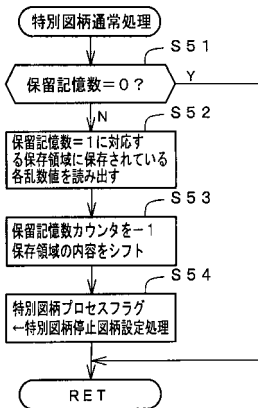 特別図柄通常処理
S51
保留記憶数=0?
Y
N
S52
保留記憶数=1に対応す
る保存領域に保存されている
各乱数値を読み出す
S53
保留記憶数カウンタを-1
保存領域の内容をシフト
S54
特別図柄プロセスフラグ
←特別図柄停止図柄設定処理
RET